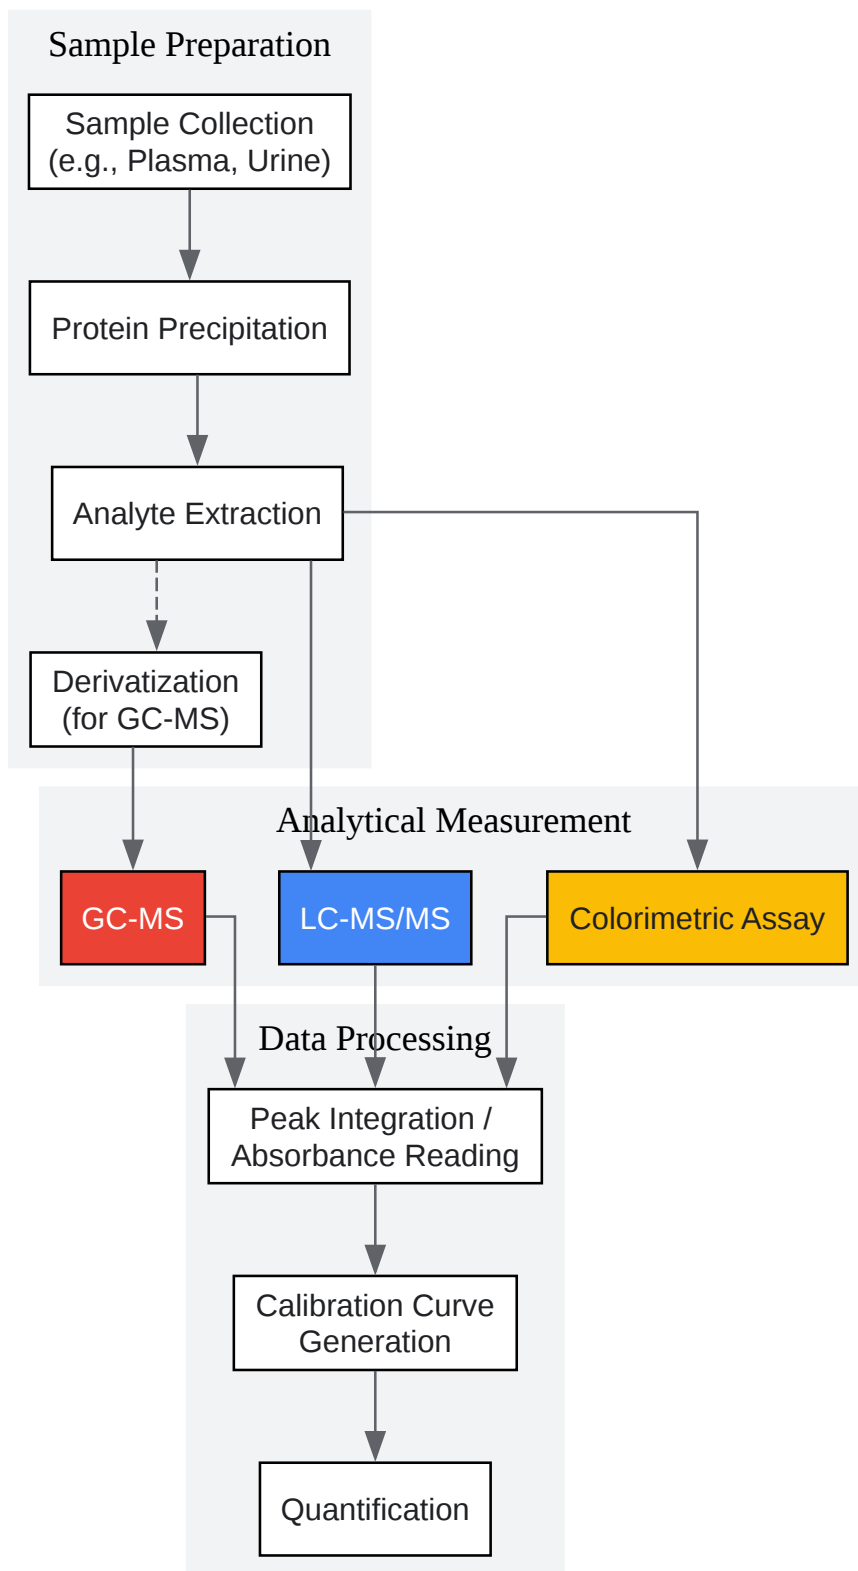 Sample Preparation
Sample Collection
(e.g., Plasma, Urine)
Protein Precipitation
Analyte Extraction
Derivatization
(for GC-MS)
Analytical Measurement
GC-MS
LC-MS/MS
Colorimetric Assay
Data Processing
Peak Integration /
Absorbance Reading
Calibration Curve
Generation
Quantification